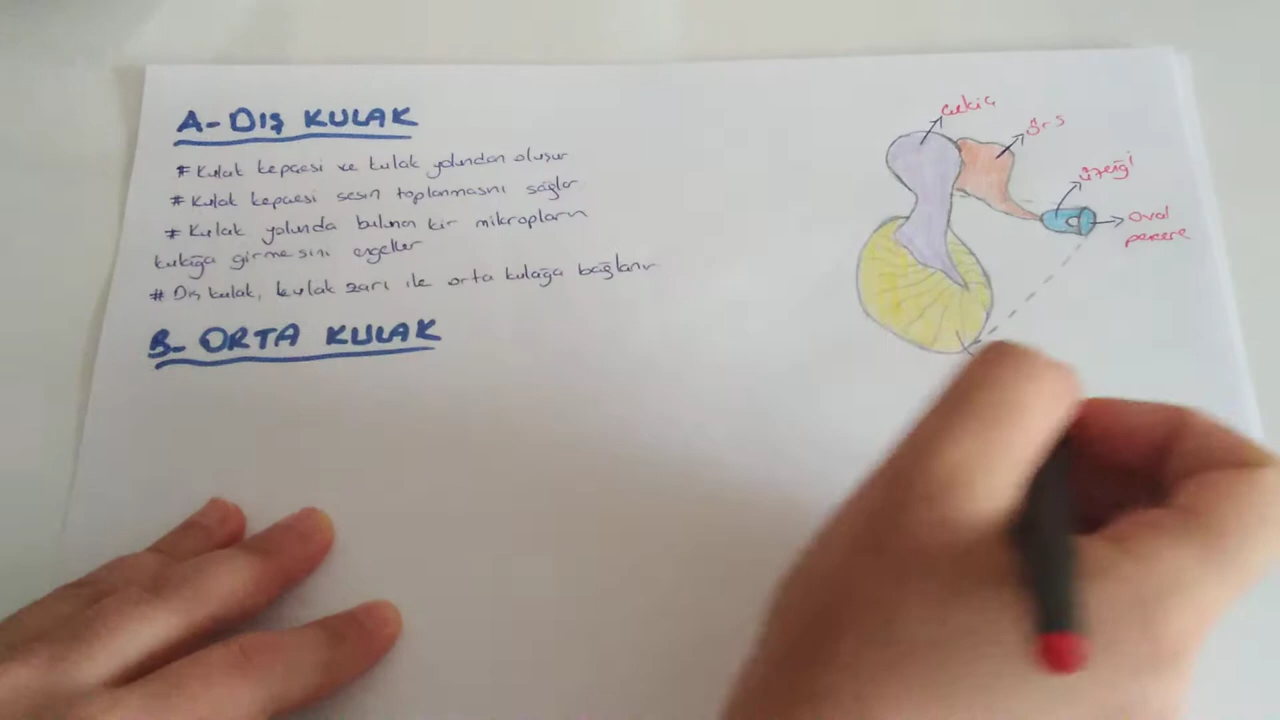 A- DIŞ KULAK
# Kulak kepçesi ve kulak yolundan oluşur
# Kulak kepçesi sesin toplanmasını sağlar
# Kulak yolunda bulunan kir mikropların
kulağa girmesini engeller
# Dış kulak, kulak zarı ile orta kulağa bağlanır
B- ORTA KULAK
çekiç
örs
üzengi
oval
pencere